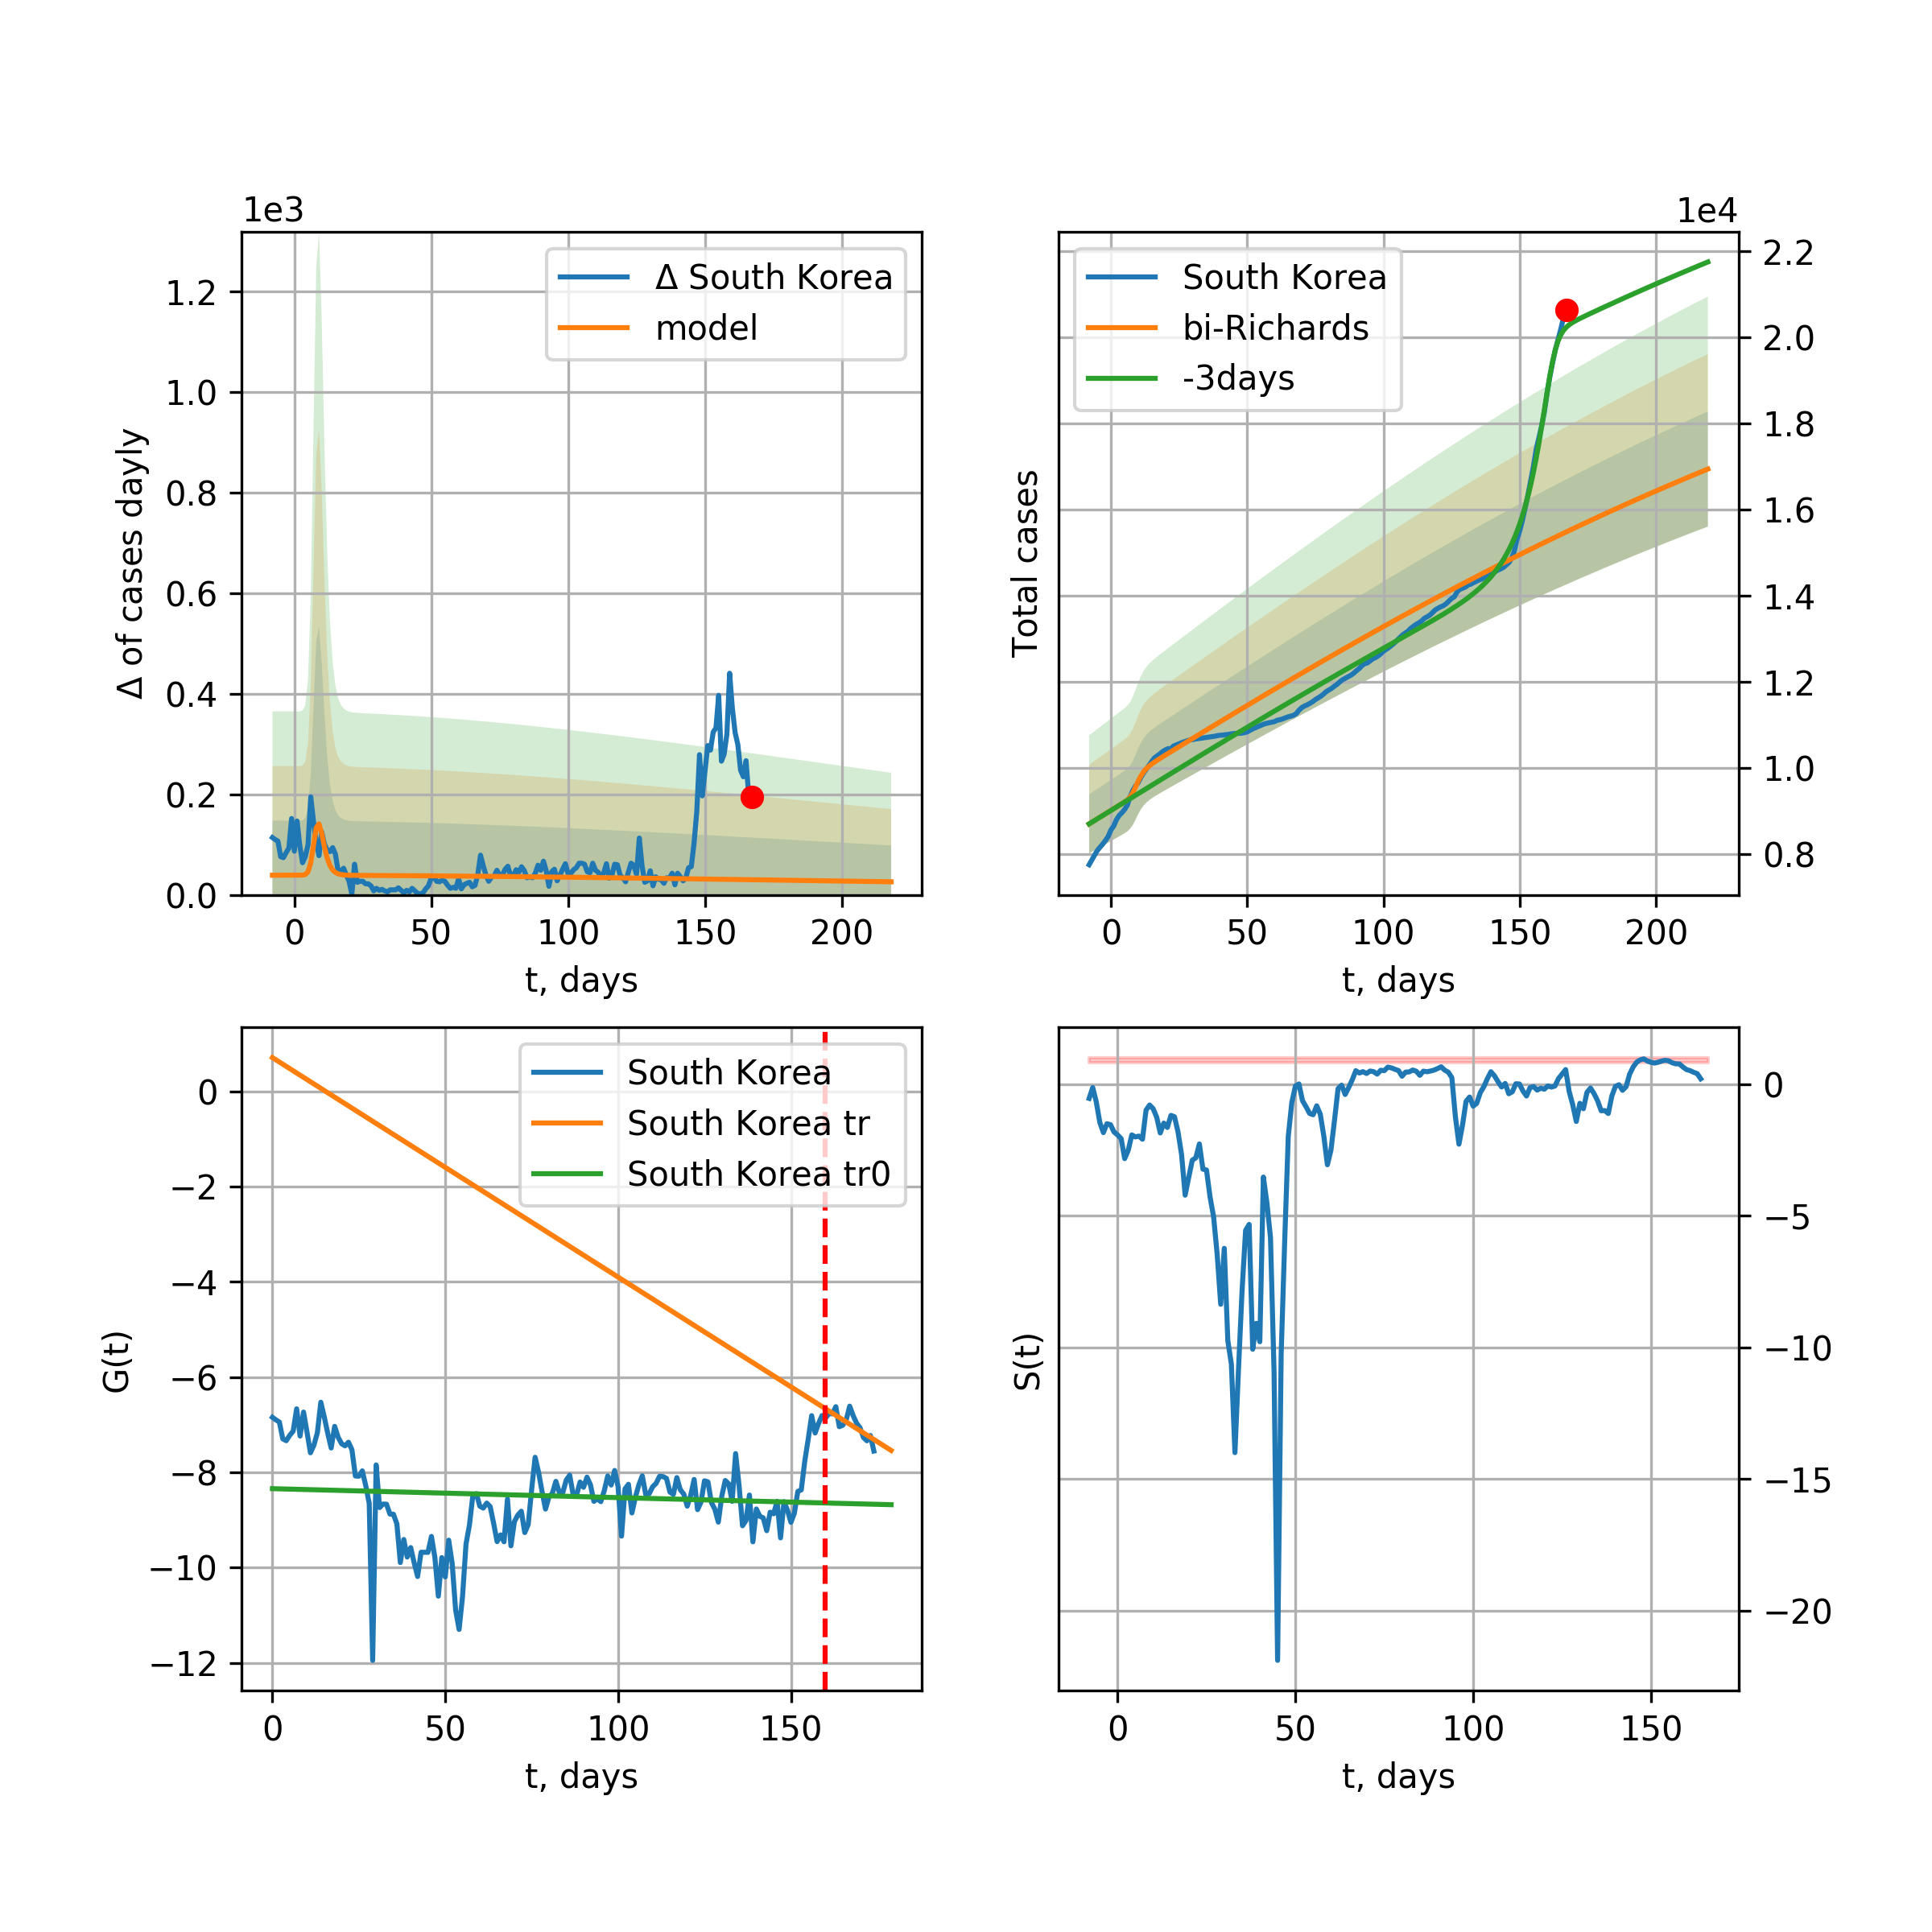 1e3
Δ of cases dayly
1.2
1.0
0.8
0.6
0.4
0.2
0.0
Δ South Korea
model
0 50 100 150 200
t, days
1e4
Total cases
South Korea
bi-Richards
-3days
2.2
2.0
1.8
1.6
1.4
1.2
1.0
0.8
0 50 100 150 200
t, days
G(t)
0
−2
−4
−6
−8
−10
−12
South Korea
South Korea tr
South Korea tr0
0 50 100 150
t, days
S(t)
0
−5
−10
−15
−20
0 50 100 150
t, days